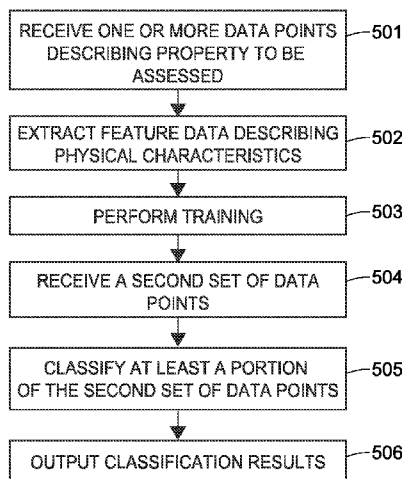 RECEIVE ONE OR MORE DATA POINTS
DESCRIBING PROPERTY TO BE
ASSESSED
501
EXTRACT FEATURE DATA DESCRIBING
PHYSICAL CHARACTERISTICS
502
PERFORM TRAINING
503
RECEIVE A SECOND SET OF DATA
POINTS
504
CLASSIFY AT LEAST A PORTION
OF THE SECOND SET OF DATA POINTS
505
OUTPUT CLASSIFICATION RESULTS
506